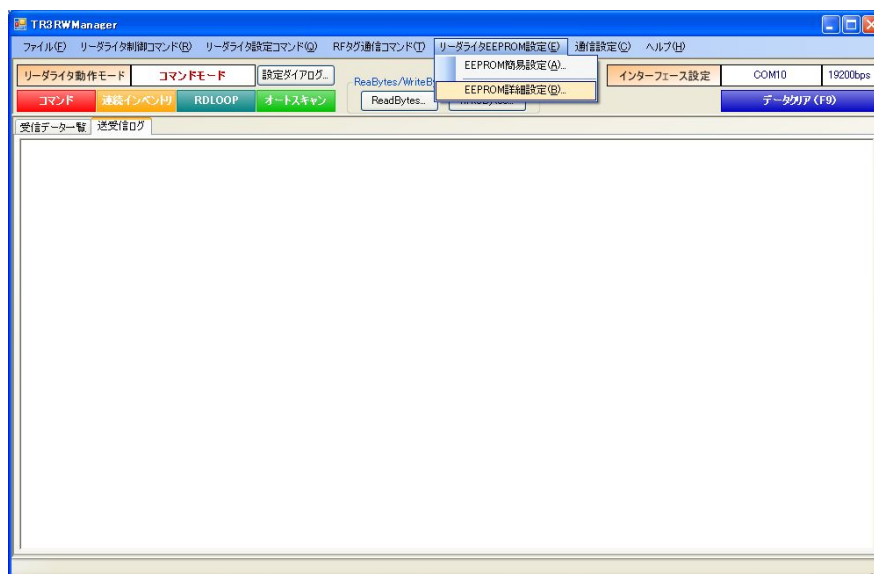 TR3RWManager
ファイル(F) リーダライタ制御コマンド(R) リーダライタ設定コマンド(Q) RFタグ通信コマンド(T) リーダライタEEPROM設定(E) 通信設定(C) ヘルプ(H)
EEPROM簡易設定(A)...
EEPROM詳細設定(B)...
リーダライタ動作モード コマンドモード 設定ダイアログ... ReaBytes/WriteB インターフェース設定 COM10 19200bps
コマンド 連続インベントリ RDLOOP オートスキャン ReadBytes... データクリア(F9)
受信データ一覧 送受信ログ